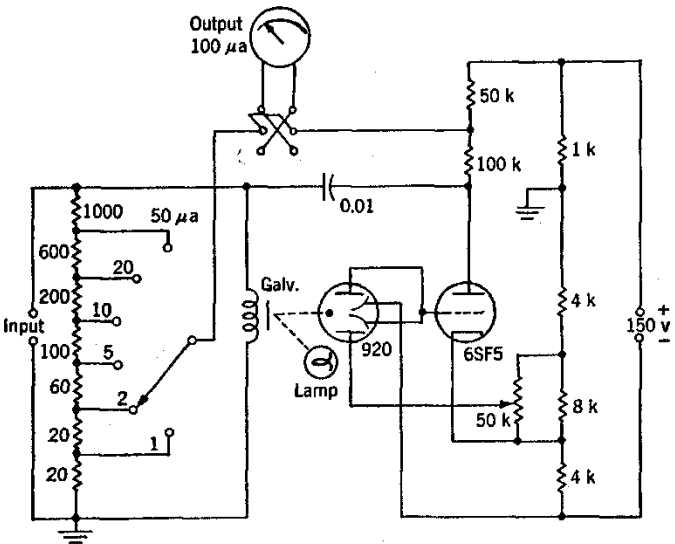 Output
100 μa
50 k
100 k
1 k
1000
50 μa
0.01
600
20
200
Galv.
4 k
10
Input
+
150 v
−
100
5
920
6SF5
Lamp
60
2
50 k
8 k
20
1
20
4 k